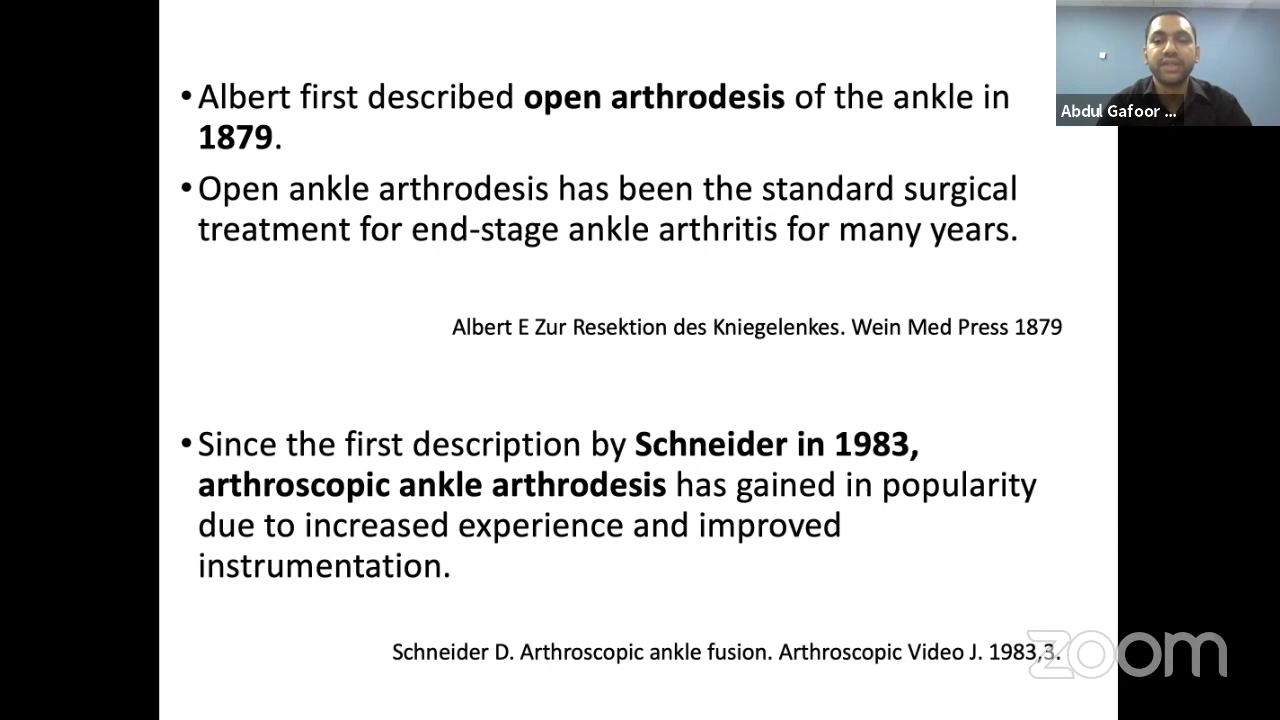 • Albert first described open arthrodesis of the ankle in
1879.
• Open ankle arthrodesis has been the standard surgical
treatment for end-stage ankle arthritis for many years.
Albert E Zur Resektion des Kniegelenkes. Wein Med Press 1879
• Since the first description by Schneider in 1983,
arthroscopic ankle arthrodesis has gained in popularity
due to increased experience and improved
instrumentation.
Schneider D. Arthroscopic ankle fusion. Arthroscopic Video J. 1983,3.
Abdul Gafoor ...
zoom